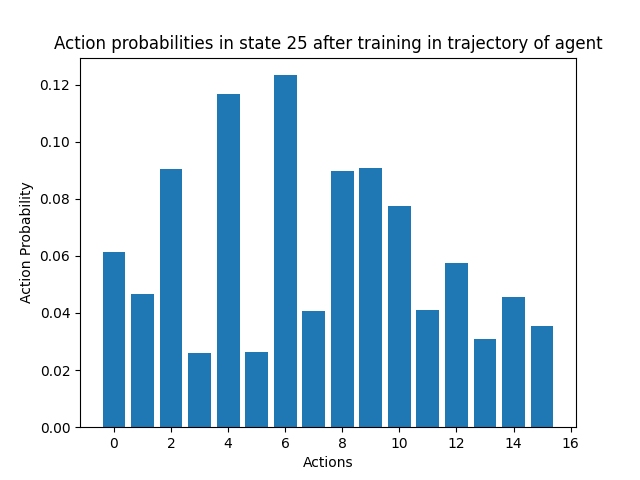 Action probabilities in state 25 after training in trajectory of agent
0.12
0.10
0.08
0.06
0.04
0.02
0.00
Action Probability
0 2 4 6 8 10 12 14 16
Actions